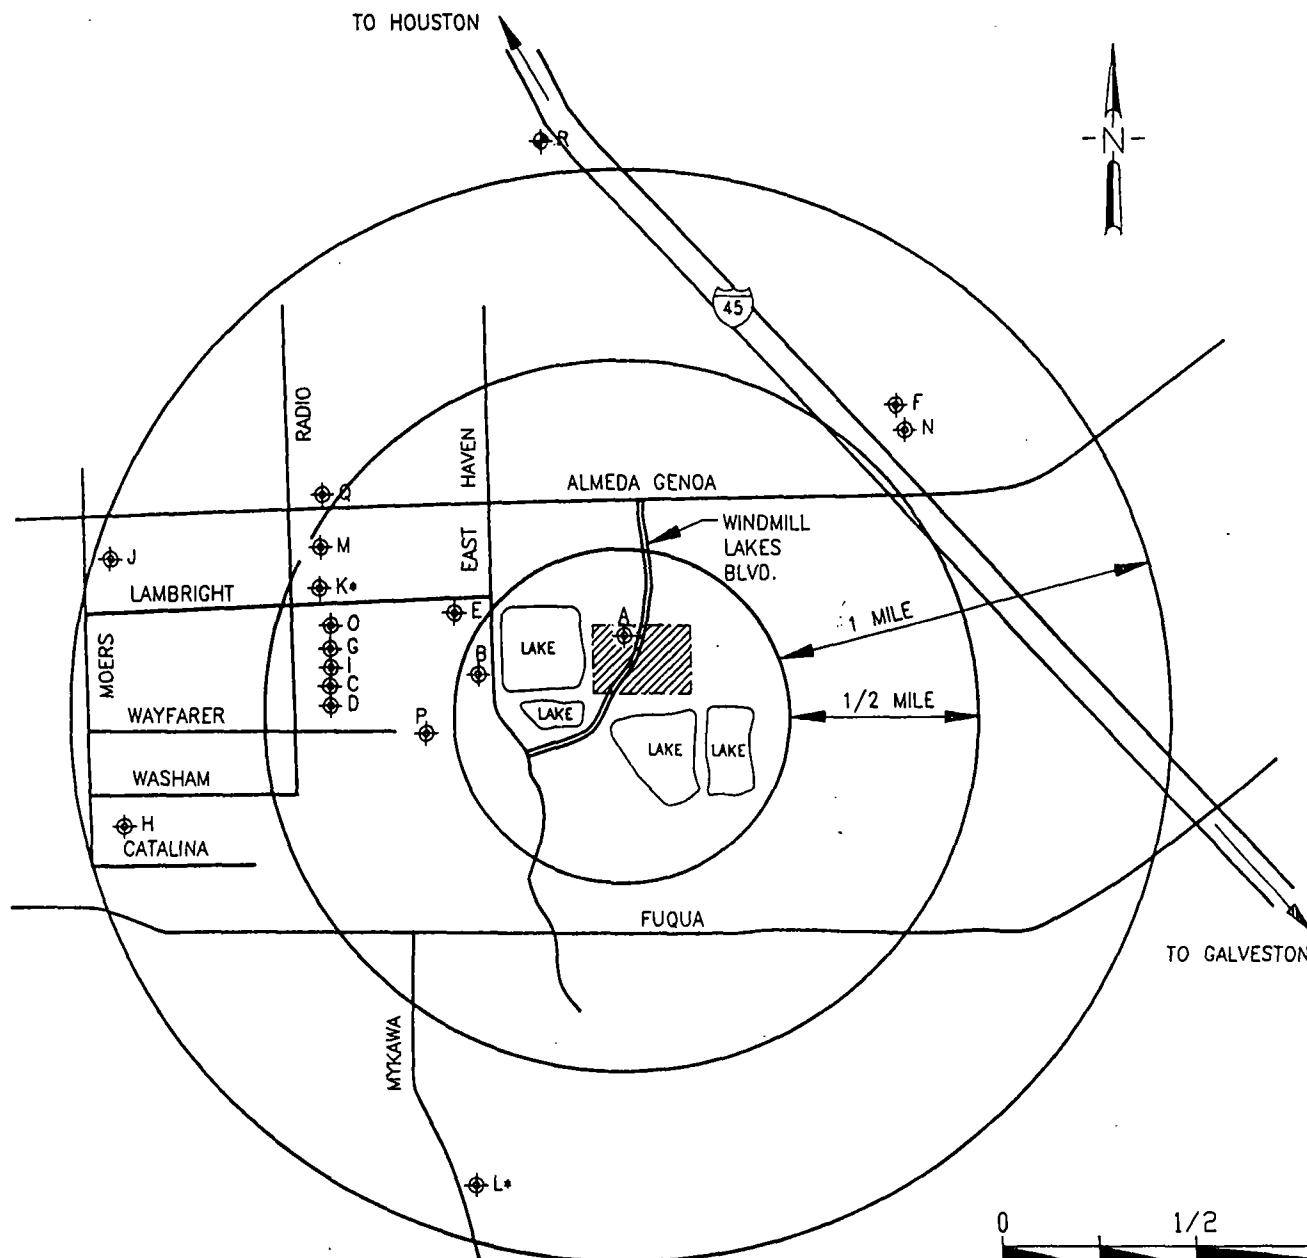 TO HOUSTON
R
N
45
F
N
RADIO
HAVEN
EAST
ALMEDA GENOA
Q
M
K*
J
LAMBRIGHT
WINDMILL
LAKES
BLVD.
1 MILE
E
A
O
G
I
C
D
B
LAKE
MOERS
WAYFARER
P
LAKE
LAKE
LAKE
1/2 MILE
WASHAM
H
CATALINA
FUQUA
TO GALVESTON
MYKAWA
L*
0
1/2